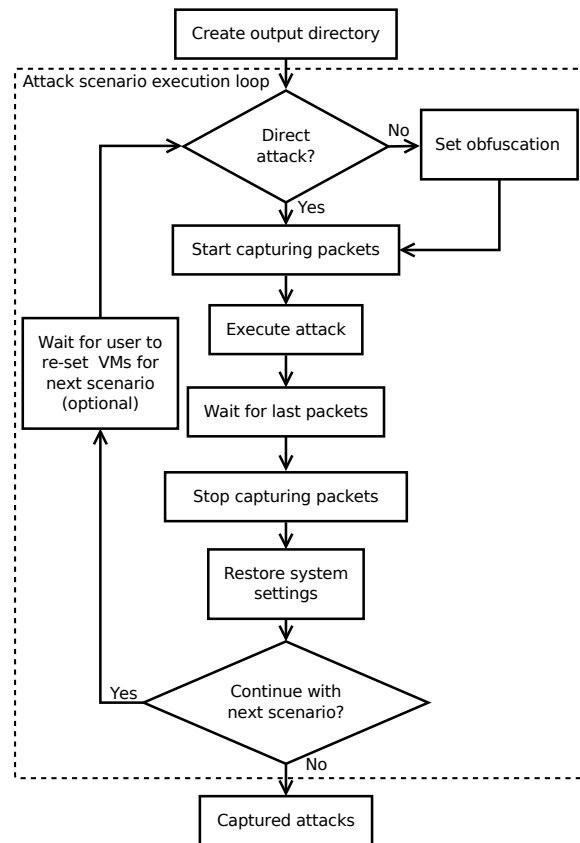 Create output directory
Attack scenario execution loop
Direct
attack?
No
Set obfuscation
Yes
Start capturing packets
Execute attack
Wait for user to
re-set VMs for
next scenario
(optional)
Wait for last packets
Stop capturing packets
Restore system
settings
Continue with
next scenario?
Yes
No
Captured attacks